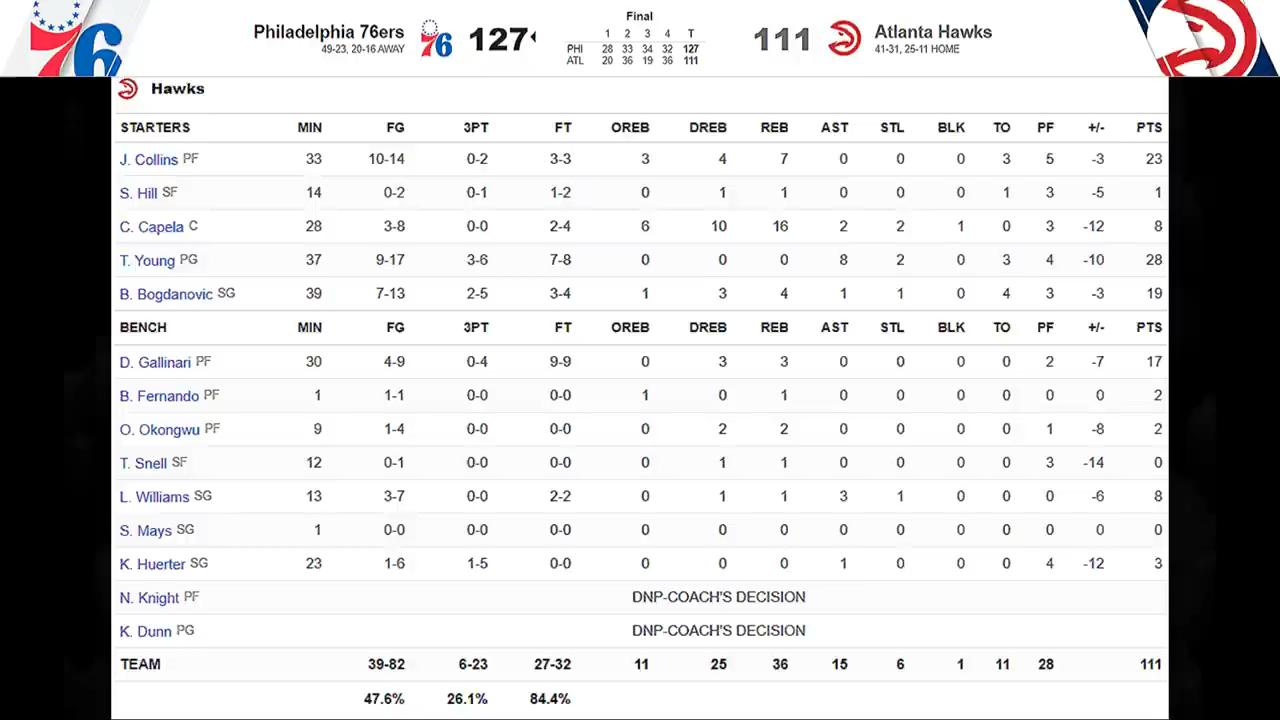 Philadelphia 76ers
49-23, 20-16 AWAY
76
127
Final
1 2 3 4 T
PHI 28 33 34 32 127
ATL 20 36 19 36 111
111
Atlanta Hawks
41-31, 25-11 HOME
76
Hawks
STARTERS MIN FG 3PT FT OREB DREB REB AST STL BLK TO PF +/- PTS
J. Collins PF 33 10-14 0-2 3-3 3 4 7 0 0 0 3 5 -3 23
S. Hill SF 14 0-2 0-1 1-2 0 1 1 0 0 0 1 3 -5 1
C. Capela C 28 3-8 0-0 2-4 6 10 16 2 2 1 0 3 -12 8
T. Young PG 37 9-17 3-6 7-8 0 0 0 8 2 0 3 4 -10 28
B. Bogdanovic SG 39 7-13 2-5 3-4 1 3 4 1 1 0 4 3 -3 19
BENCH MIN FG 3PT FT OREB DREB REB AST STL BLK TO PF +/- PTS
D. Gallinari PF 30 4-9 0-4 9-9 0 3 3 0 0 0 0 2 -7 17
B. Fernando PF 1 1-1 0-0 0-0 1 0 1 0 0 0 0 0 0 2
O. Okongwu PF 9 1-4 0-0 0-0 0 2 2 0 0 0 0 1 -8 2
T. Snell SF 12 0-1 0-0 0-0 0 1 1 0 0 0 0 3 -14 0
L. Williams SG 13 3-7 0-0 2-2 0 1 1 3 1 0 0 0 -6 8
S. Mays SG 1 0-0 0-0 0-0 0 0 0 0 0 0 0 0 0 0
K. Huerter SG 23 1-6 1-5 0-0 0 0 0 1 0 0 0 4 -12 3
N. Knight PF DNP-COACH'S DECISION
K. Dunn PG DNP-COACH'S DECISION
TEAM 39-82 6-23 27-32 11 25 36 15 6 1 11 28 111
47.6% 26.1% 84.4%